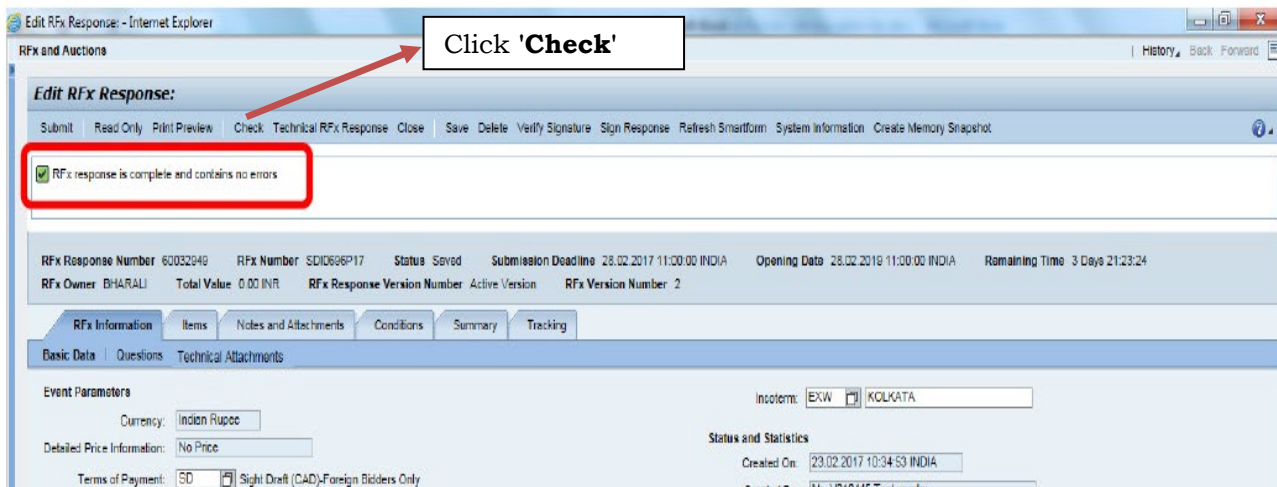 Edit RFx Response: - Internet Explorer
Click 'Check'
RFx and Auctions
History Back Forward
Edit RFx Response:
Submit Read Only Print Preview Check Technical RFx Response Close Save Delete Verify Signature Sign Response Refresh Smartform System Information Create Memory Snapshot
RFx response is complete and contains no errors
RFx Response Number 60032949 RFx Number SDI0696P17 Status Saved Submission Deadline 28.02.2017 11:00:00 INDIA Opening Date 28.02.2019 11:00:00 INDIA Remaining Time 3 Days 21:23:24
RFx Owner BHARALI Total Value 0.00 INR RFx Response Version Number Active Version RFx Version Number 2
RFx Information Items Notes and Attachments Conditions Summary Tracking
Basic Data Questions Technical Attachments
Event Parameters
Incoterm: EXW KOLKATA
Currency: Indian Rupee
Status and Statistics
Detailed Price Information: No Price
Created On: 23.02.2017 10:34:53 INDIA
Terms of Payment: SD Sight Draft (CAD)-Foreign Bidders Only